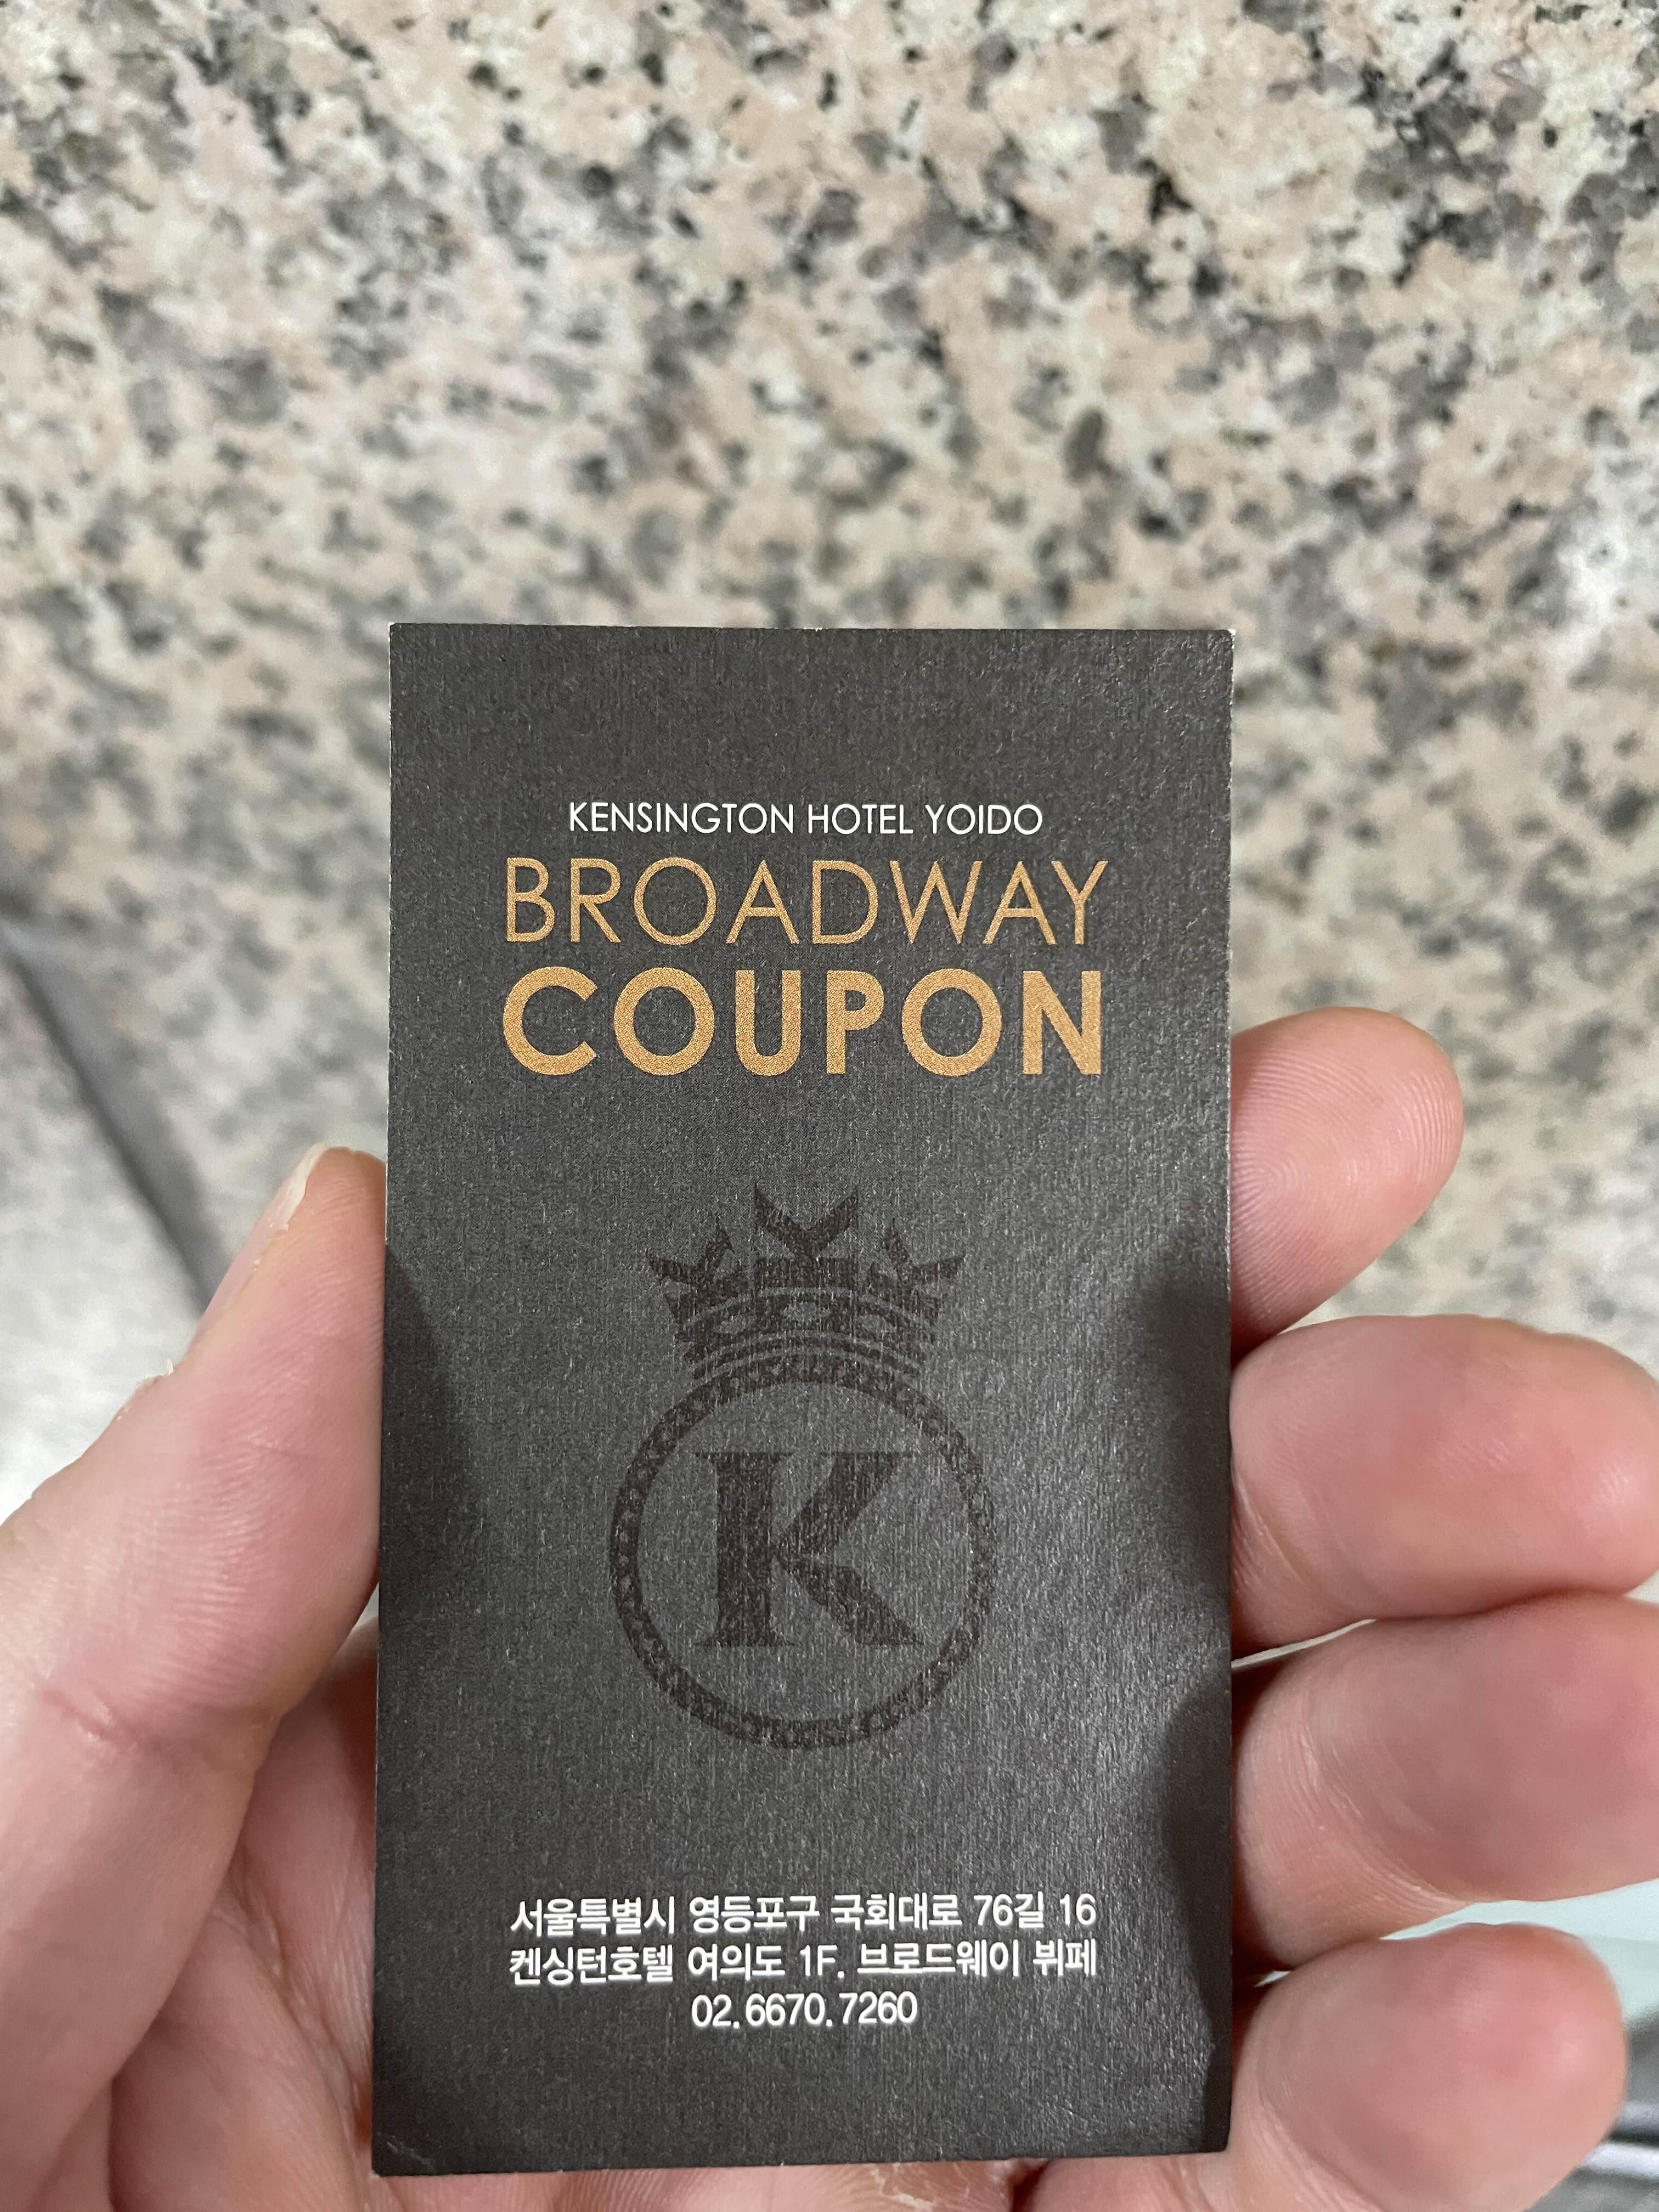 KENSINGTON HOTEL YOIDO
BROADWAY
COUPON
K
서울특별시 영등포구 국회대로 76길 16
켄싱턴호텔 여의도 1F. 브로드웨이 뷔페
02.6670.7260